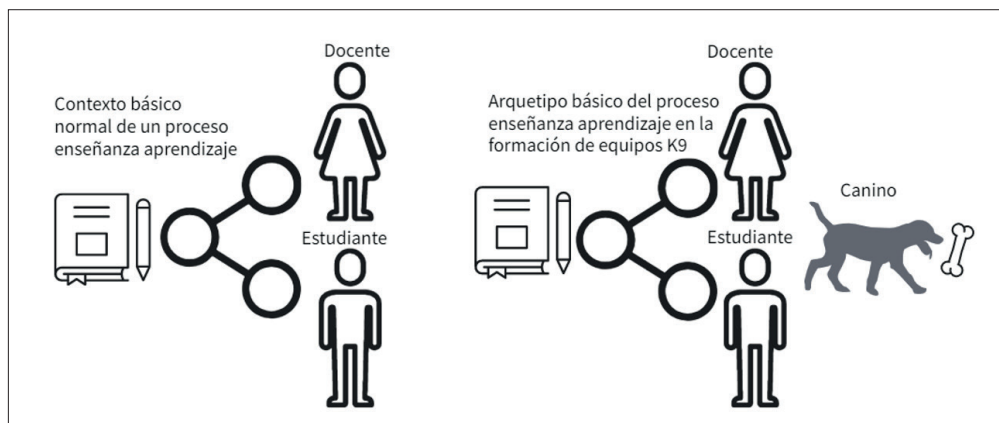 Docente
Contexto básico
normal de un proceso
enseñanza aprendizaje
Estudiante
Docente
Arquetipo básico del proceso
enseñanza aprendizaje en la
formación de equipos K9
Canino
Estudiante